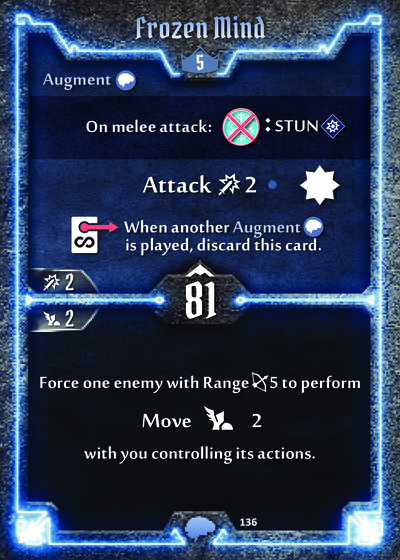 Frozen Mind
5
Augment
On melee attack: : STUN
Attack 2
When another Augment
is played, discard this card.
2
81
2
Force one enemy with Range 5 to perform
Move 2
with you controlling its actions.
136